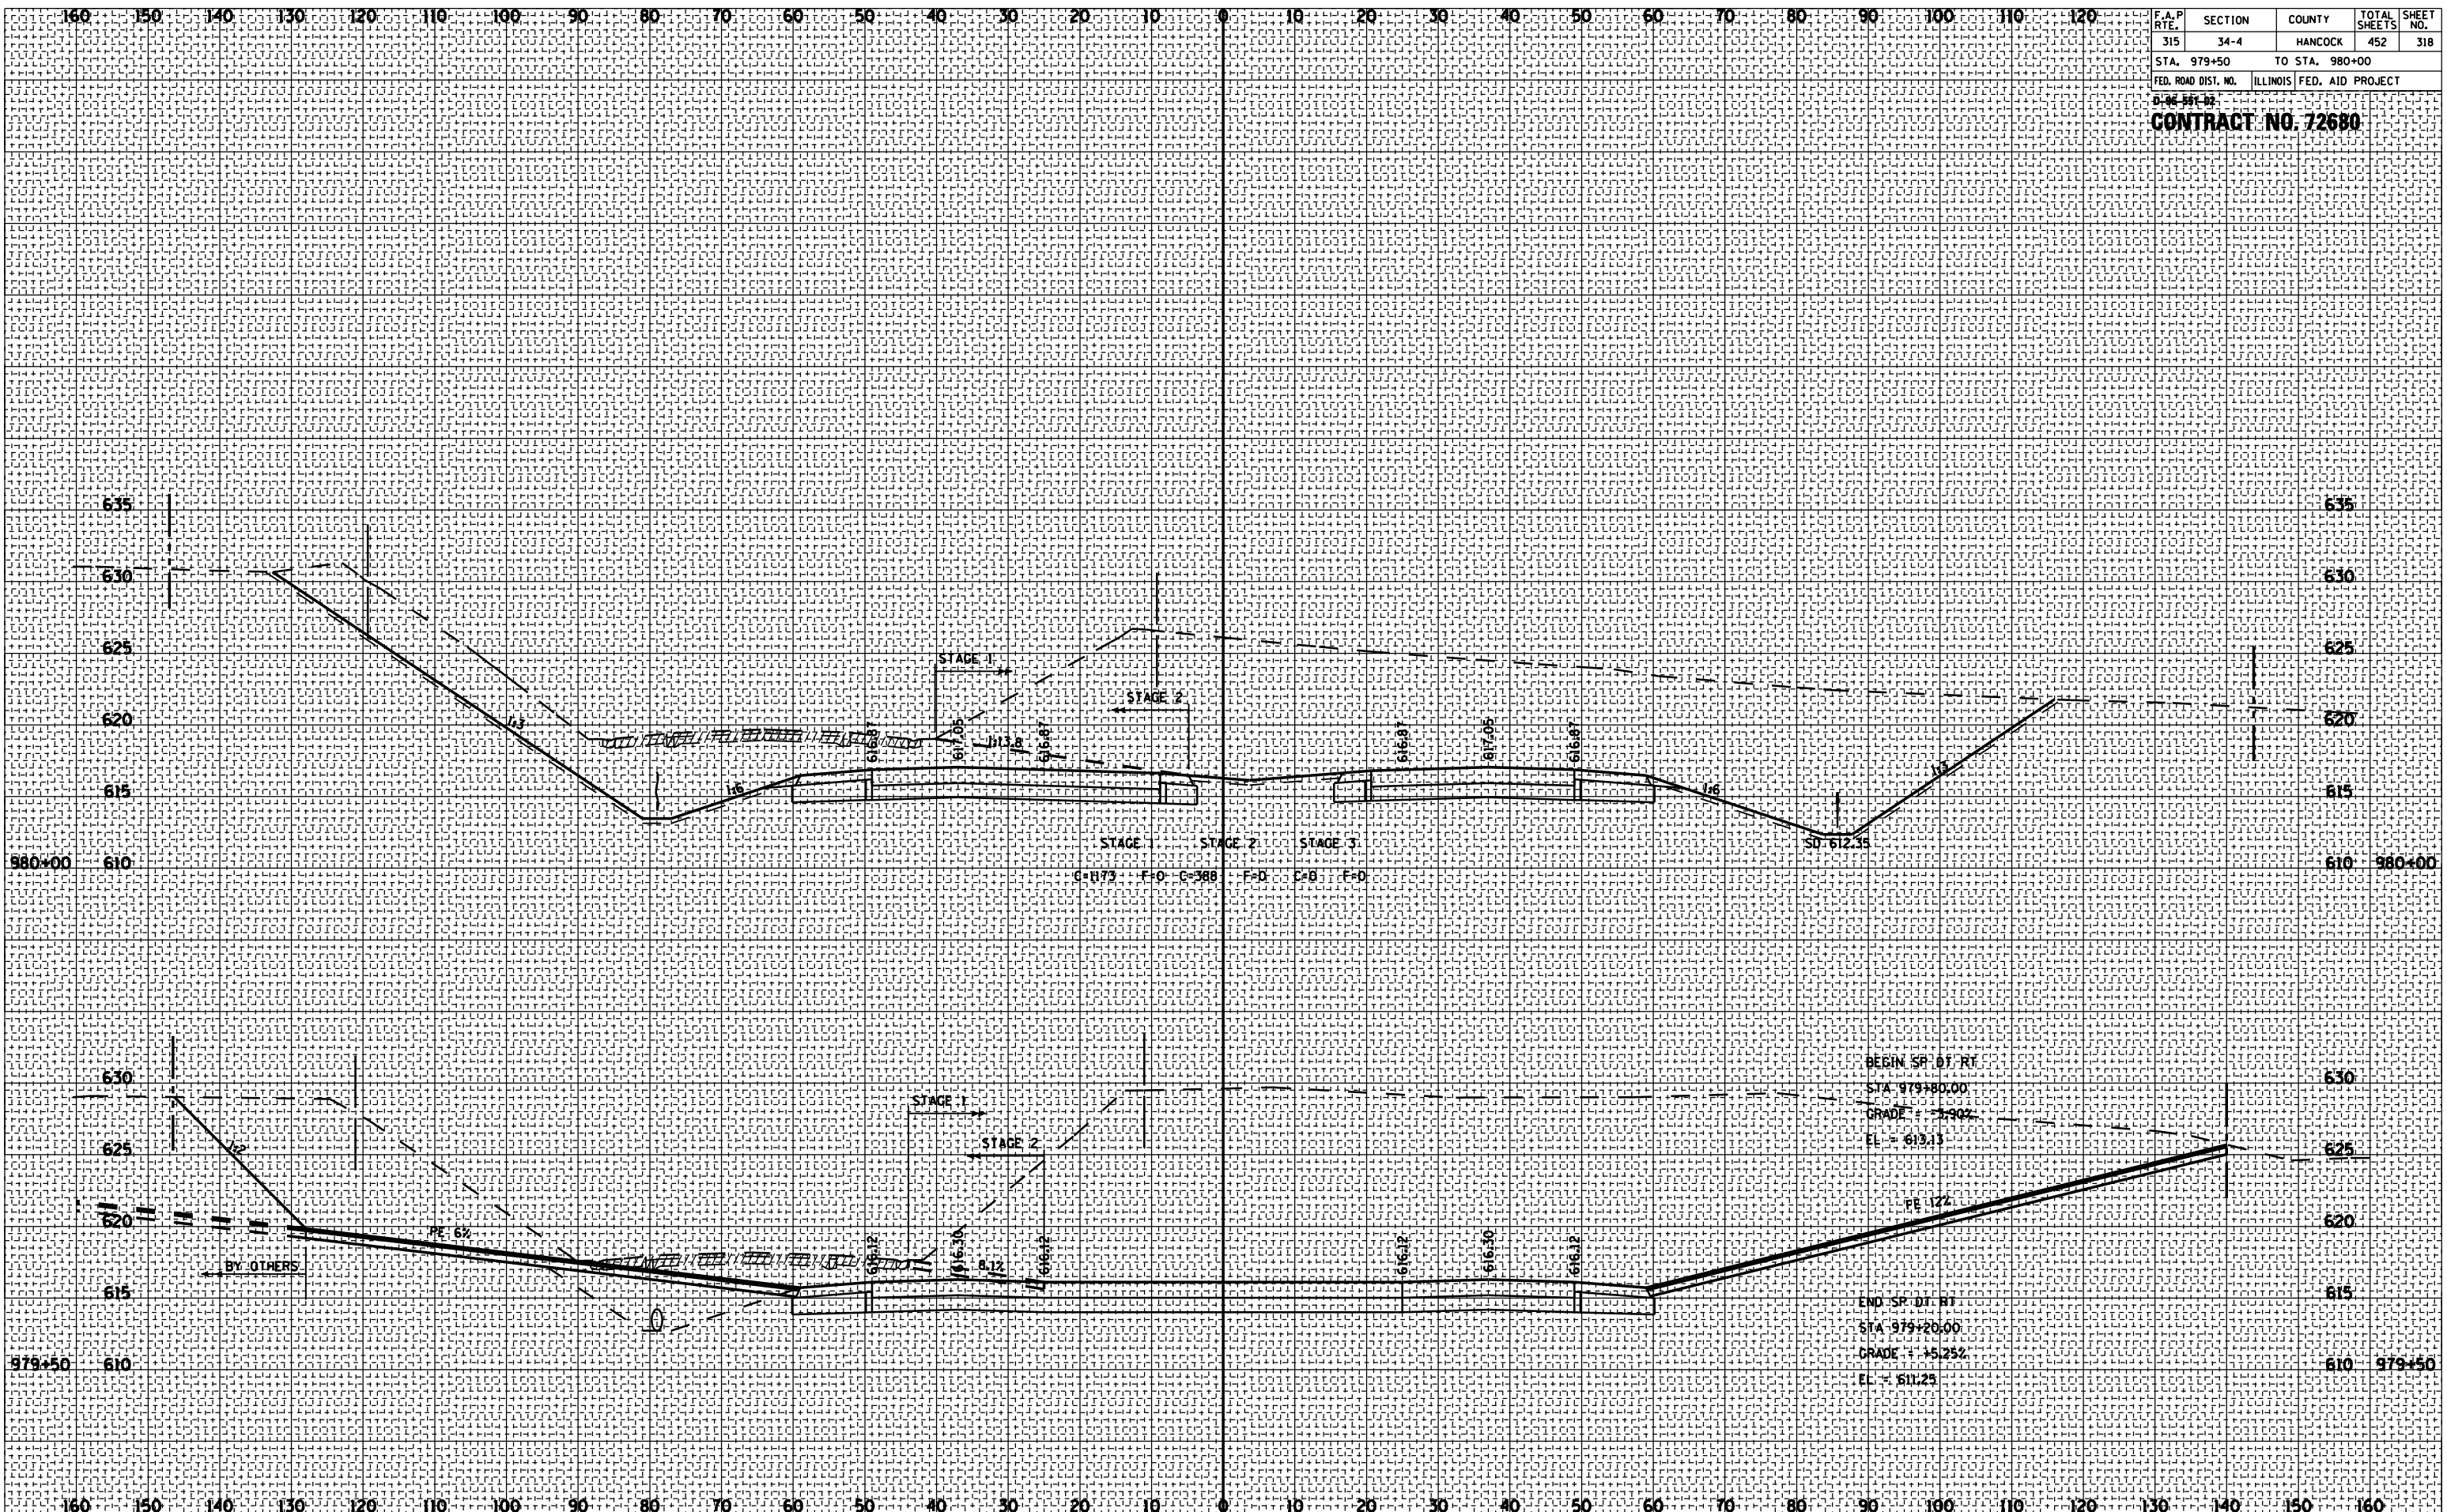 160 150 140 130 120 110 100 90 80 70 60 50 40 30 20 10 0 10 20 30 40 50 60 70 80 90 100 110 120
F.A.P RTE. SECTION COUNTY TOTAL SHEETS SHEET NO.
315 34-4 HANCOCK 452 318
STA. 979+50 TO STA. 980+00
FED. ROAD DIST. NO. ILLINOIS FED. AID PROJECT
D-96-551-02
CONTRACT NO. 72680
635 635
630 630
625 625
STAGE 1
STAGE 2
620 620
1:3
616.87 617.05 616.87 616.87 617.05 616.87
1:13.8
1:3
615 615
1:6 1:6
STAGE 1 STAGE 2 STAGE 3 SD 612.35
980+00 610 610 980+00
C=1173 F=0 C=388 F=0 C=0 F=0
BEGIN SP DT RT
630 630
STA 979+80.00
STAGE 1
GRADE = -3.90%
EL = 613.13
STAGE 2
625 625
1:2
PE 12%
620 620
PE 6%
616.12 616.30 616.12 616.12 616.30 616.12
BY OTHERS
8.1%
615 615
END SP DT RT
STA 979+20.00
GRADE = +5.25%
979+50 610 610 979+50
EL = 611.25
160 150 140 130 120 110 100 90 80 70 60 50 40 30 20 10 0 10 20 30 40 50 60 70 80 90 100 110 120 130 140 150 160